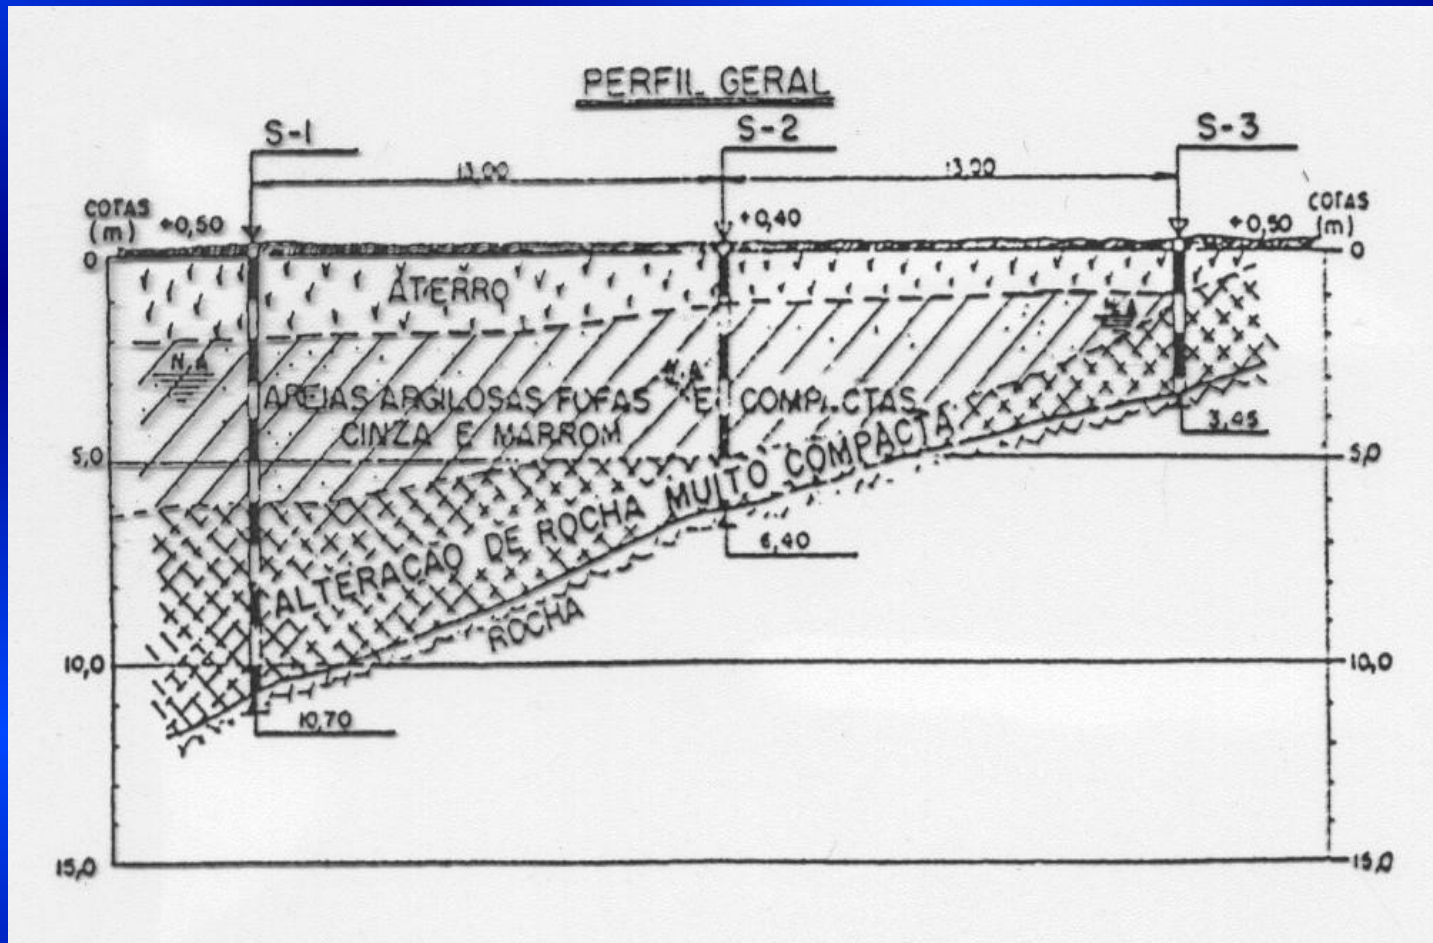 PERFIL GERAL
S-1
S-2
S-3
13,00
13,00
COTAS
(m)
+0,50
+0,40
+0,50
COTAS
(m)
0
0
ATERRO
N.A
N.A
N.A
AREIAS ARGILOSAS FOFAS E COMPACTAS
CINZA E MARROM
3,45
5,0
5,0
ALTERAÇÃO DE ROCHA MUITO COMPACTA
6,40
ROCHA
10,0
10,0
10,70
15,0
15,0